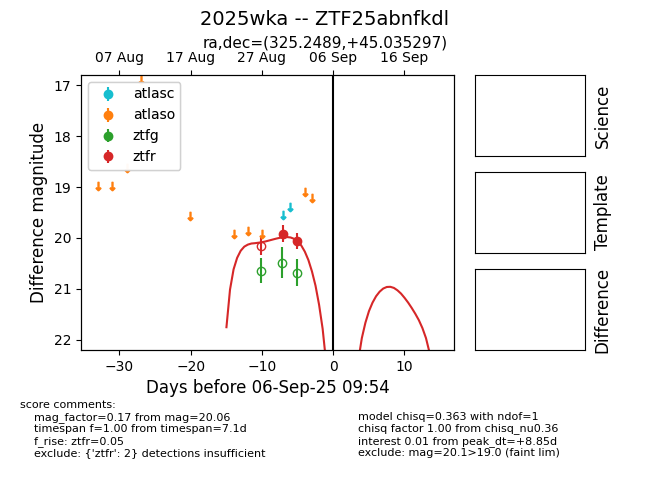 2025wka -- ZTF25abnfkdl
ra,dec=(325.2489,+45.035297)
07 Aug 17 Aug 27 Aug 06 Sep 16 Sep
17
18
19
20
21
22
Difference magnitude
atlasc
atlaso
ztfg
ztfr
−30 −20 −10 0 10
Days before 06-Sep-25 09:54
Science
Template
Difference
score comments:
mag_factor=0.17 from mag=20.06
timespan f=1.00 from timespan=7.1d
f_rise: ztfr=0.05
exclude: {'ztfr': 2} detections insufficient
model chisq=0.363 with ndof=1
chisq factor 1.00 from chisq_nu0.36
interest 0.01 from peak_dt=+8.85d
exclude: mag=20.1>19.0 (faint lim)